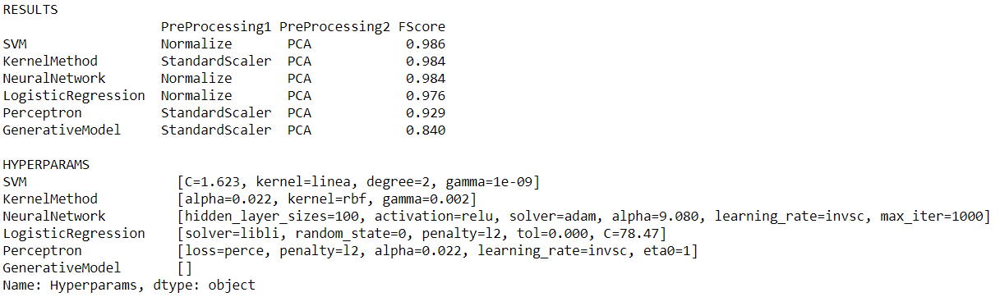 RESULTS
PreProcessing1 PreProcessing2 FScore
SVM Normalize PCA 0.986
KernelMethod StandardScaler PCA 0.984
NeuralNetwork Normalize PCA 0.984
LogisticRegression Normalize PCA 0.976
Perceptron StandardScaler PCA 0.929
GenerativeModel StandardScaler PCA 0.840
HYPERPARAMS
SVM [C=1.623, kernel=linea, degree=2, gamma=1e-09]
KernelMethod [alpha=0.022, kernel=rbf, gamma=0.002]
NeuralNetwork [hidden_layer_sizes=100, activation=relu, solver=adam, alpha=9.080, learning_rate=invsc, max_iter=1000]
LogisticRegression [solver=libli, random_state=0, penalty=l2, tol=0.000, C=78.47]
Perceptron [loss=perce, penalty=l2, alpha=0.022, learning_rate=invsc, eta0=1]
GenerativeModel []
Name: Hyperparams, dtype: object